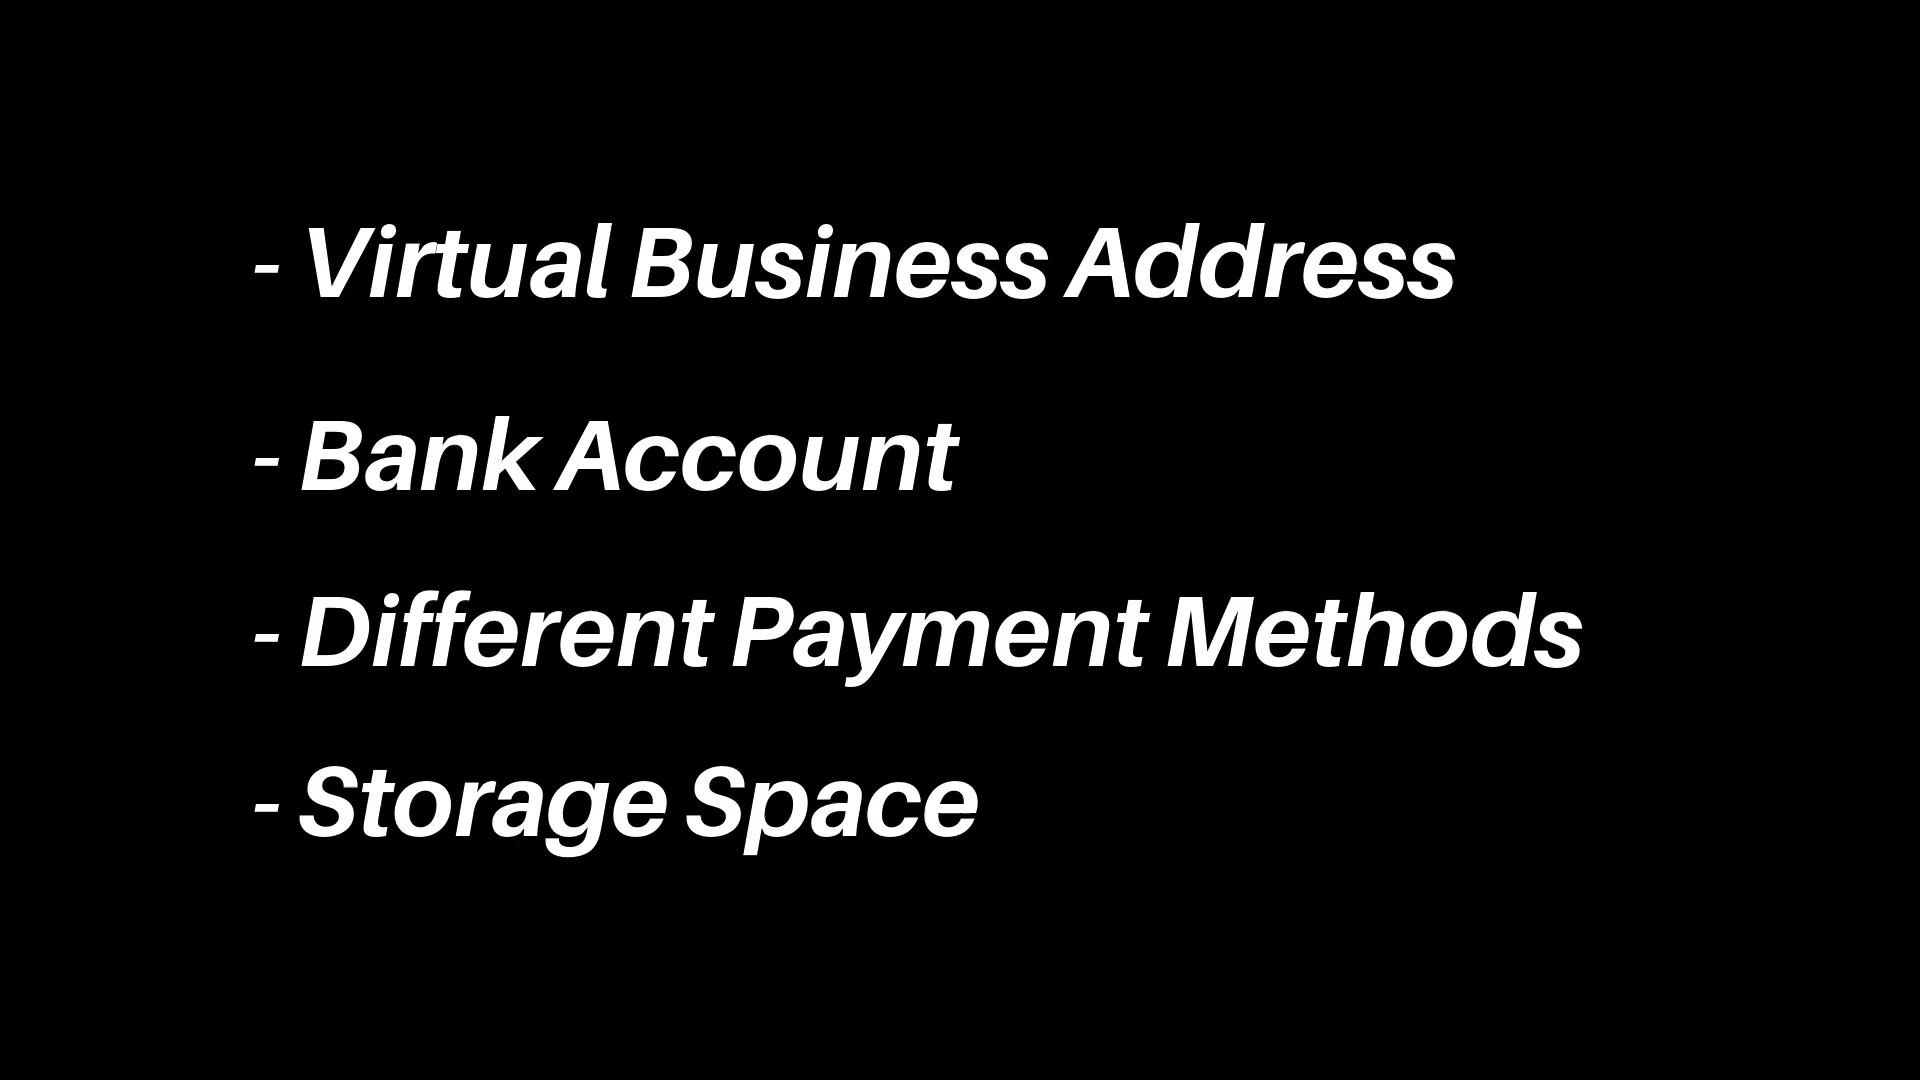 - Virtual Business Address
- Bank Account
- Different Payment Methods
- Storage Space